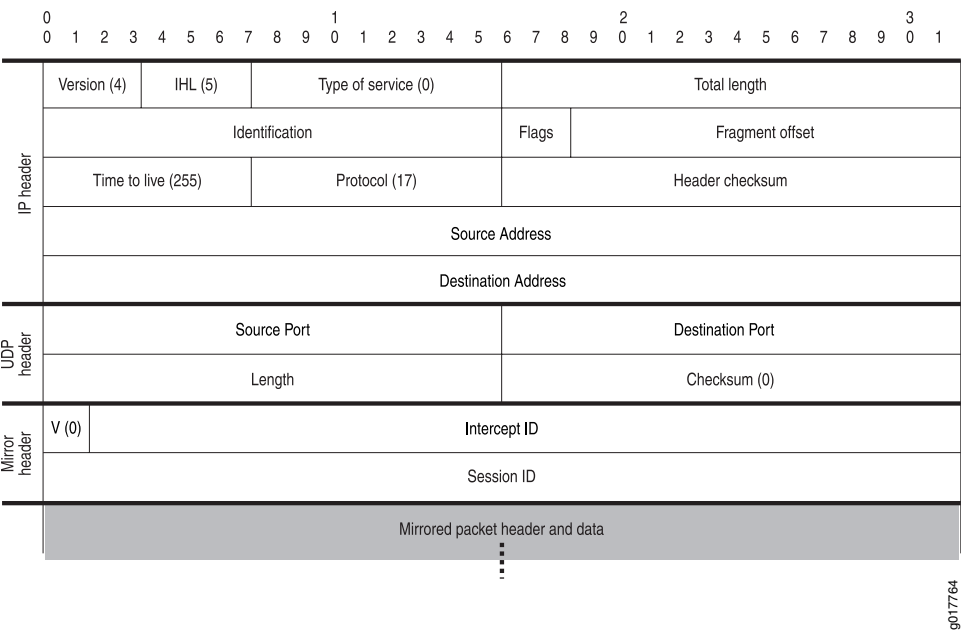 0 1 2 3
0 1 2 3 4 5 6 7 8 9 0 1 2 3 4 5 6 7 8 9 0 1 2 3 4 5 6 7 8 9 0 1
IP header
Version (4) IHL (5) Type of service (0) Total length
Identification Flags Fragment offset
Time to live (255) Protocol (17) Header checksum
Source Address
Destination Address
UDP
header
Source Port Destination Port
Length Checksum (0)
Mirror
header
V (0) Intercept ID
Session ID
Mirrored packet header and data
g017764